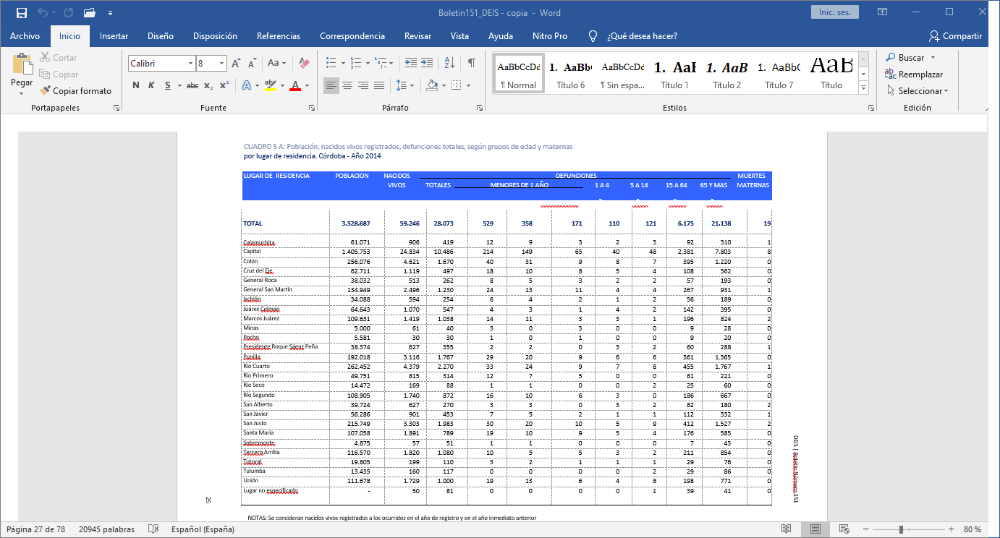 Boletin151_DEIS - copia - Word
Inic. ses.
Archivo Inicio Insertar Diseño Disposición Referencias Correspondencia Revisar Vista Ayuda Nitro Pro ¿Qué desea hacer? Compartir
Pegar
Cortar
Copiar
Copiar formato
Calibri 8
N K S abc x₂ x²
Aa
AaBbCcDd 1. AaBb( AaBbCcDd 1. AaI 1. AaB 1. AaBbC AaB
¶ Normal Título 6 ¶ Sin espa... Título 1 Título 2 Título 7 Título
Buscar
Reemplazar
Seleccionar
Portapapeles Fuente Párrafo Estilos Edición
CUADRO 5 A: Población, nacidos vivos registrados, defunciones totales, según grupos de edad y maternas
por lugar de residencia. Córdoba - Año 2014
LUGAR DE RESIDENCIA POBLACION NACIDOS DEFUNCIONES MUERTES
VIVOS TOTALES MENORES DE 1 AÑO 1 A 4 5 A 14 15 A 64 65 Y MAS MATERNAS
TOTAL 3.528.687 59.246 28.073 529 358 171 110 121 6.175 21.138 19
Calamuchita 61.071 906 419 12 9 3 2 3 92 310 1
Capital 1.405.753 24.834 10.486 214 149 65 40 48 2.381 7.803 8
Colón 256.076 4.621 1.670 40 31 9 8 7 395 1.220 0
Cruz del Eje 62.711 1.119 497 18 10 8 5 4 108 362 0
General Roca 38.032 513 262 8 5 3 2 2 57 193 0
General San Martín 134.949 2.496 1.230 24 13 11 4 4 267 931 1
Ischilín 34.088 594 254 6 4 2 1 2 56 189 0
Juárez Celman 64.643 1.070 547 4 3 1 4 2 142 395 0
Marcos Juárez 109.631 1.419 1.038 14 11 3 3 1 196 824 2
Minas 5.000 61 40 3 0 3 0 0 9 28 0
Pocho 5.581 30 30 1 0 1 0 0 9 20 0
Presidente Roque Sáenz Peña 38.374 627 355 2 2 0 3 2 60 288 1
Punilla 192.018 3.116 1.767 29 20 9 6 6 361 1.365 0
Río Cuarto 262.452 4.379 2.270 33 24 9 7 8 455 1.767 1
Río Primero 49.751 815 314 12 7 5 0 0 81 221 0
Río Seco 14.472 169 88 1 1 0 0 2 25 60 0
Río Segundo 108.905 1.740 872 16 10 6 3 0 186 667 0
San Alberto 39.724 627 270 3 3 0 3 2 82 180 2
San Javier 56.286 901 453 7 5 2 1 1 112 332 1
San Justo 215.749 3.303 1.983 30 20 10 5 9 412 1.527 2
Santa María 107.058 1.891 789 19 10 9 5 4 176 585 0
Sobremonte 4.875 57 51 1 1 0 0 0 7 43 0
Tercero Arriba 116.570 1.820 1.080 10 5 5 3 2 211 854 0
Totoral 19.805 199 110 3 2 1 1 1 29 76 0
Tulumba 13.435 160 117 0 0 0 0 2 29 86 0
Unión 111.678 1.729 1.000 19 13 6 4 8 198 771 0
Lugar no especificado - 50 81 0 0 0 0 1 39 41 0
25
DEIS | Boletín Número 151
NOTAS: Se consideran nacidos vivos registrados a los ocurridos en el año de registro y en el año inmediato anterior
Página 27 de 78 20945 palabras Español (España) 80 %